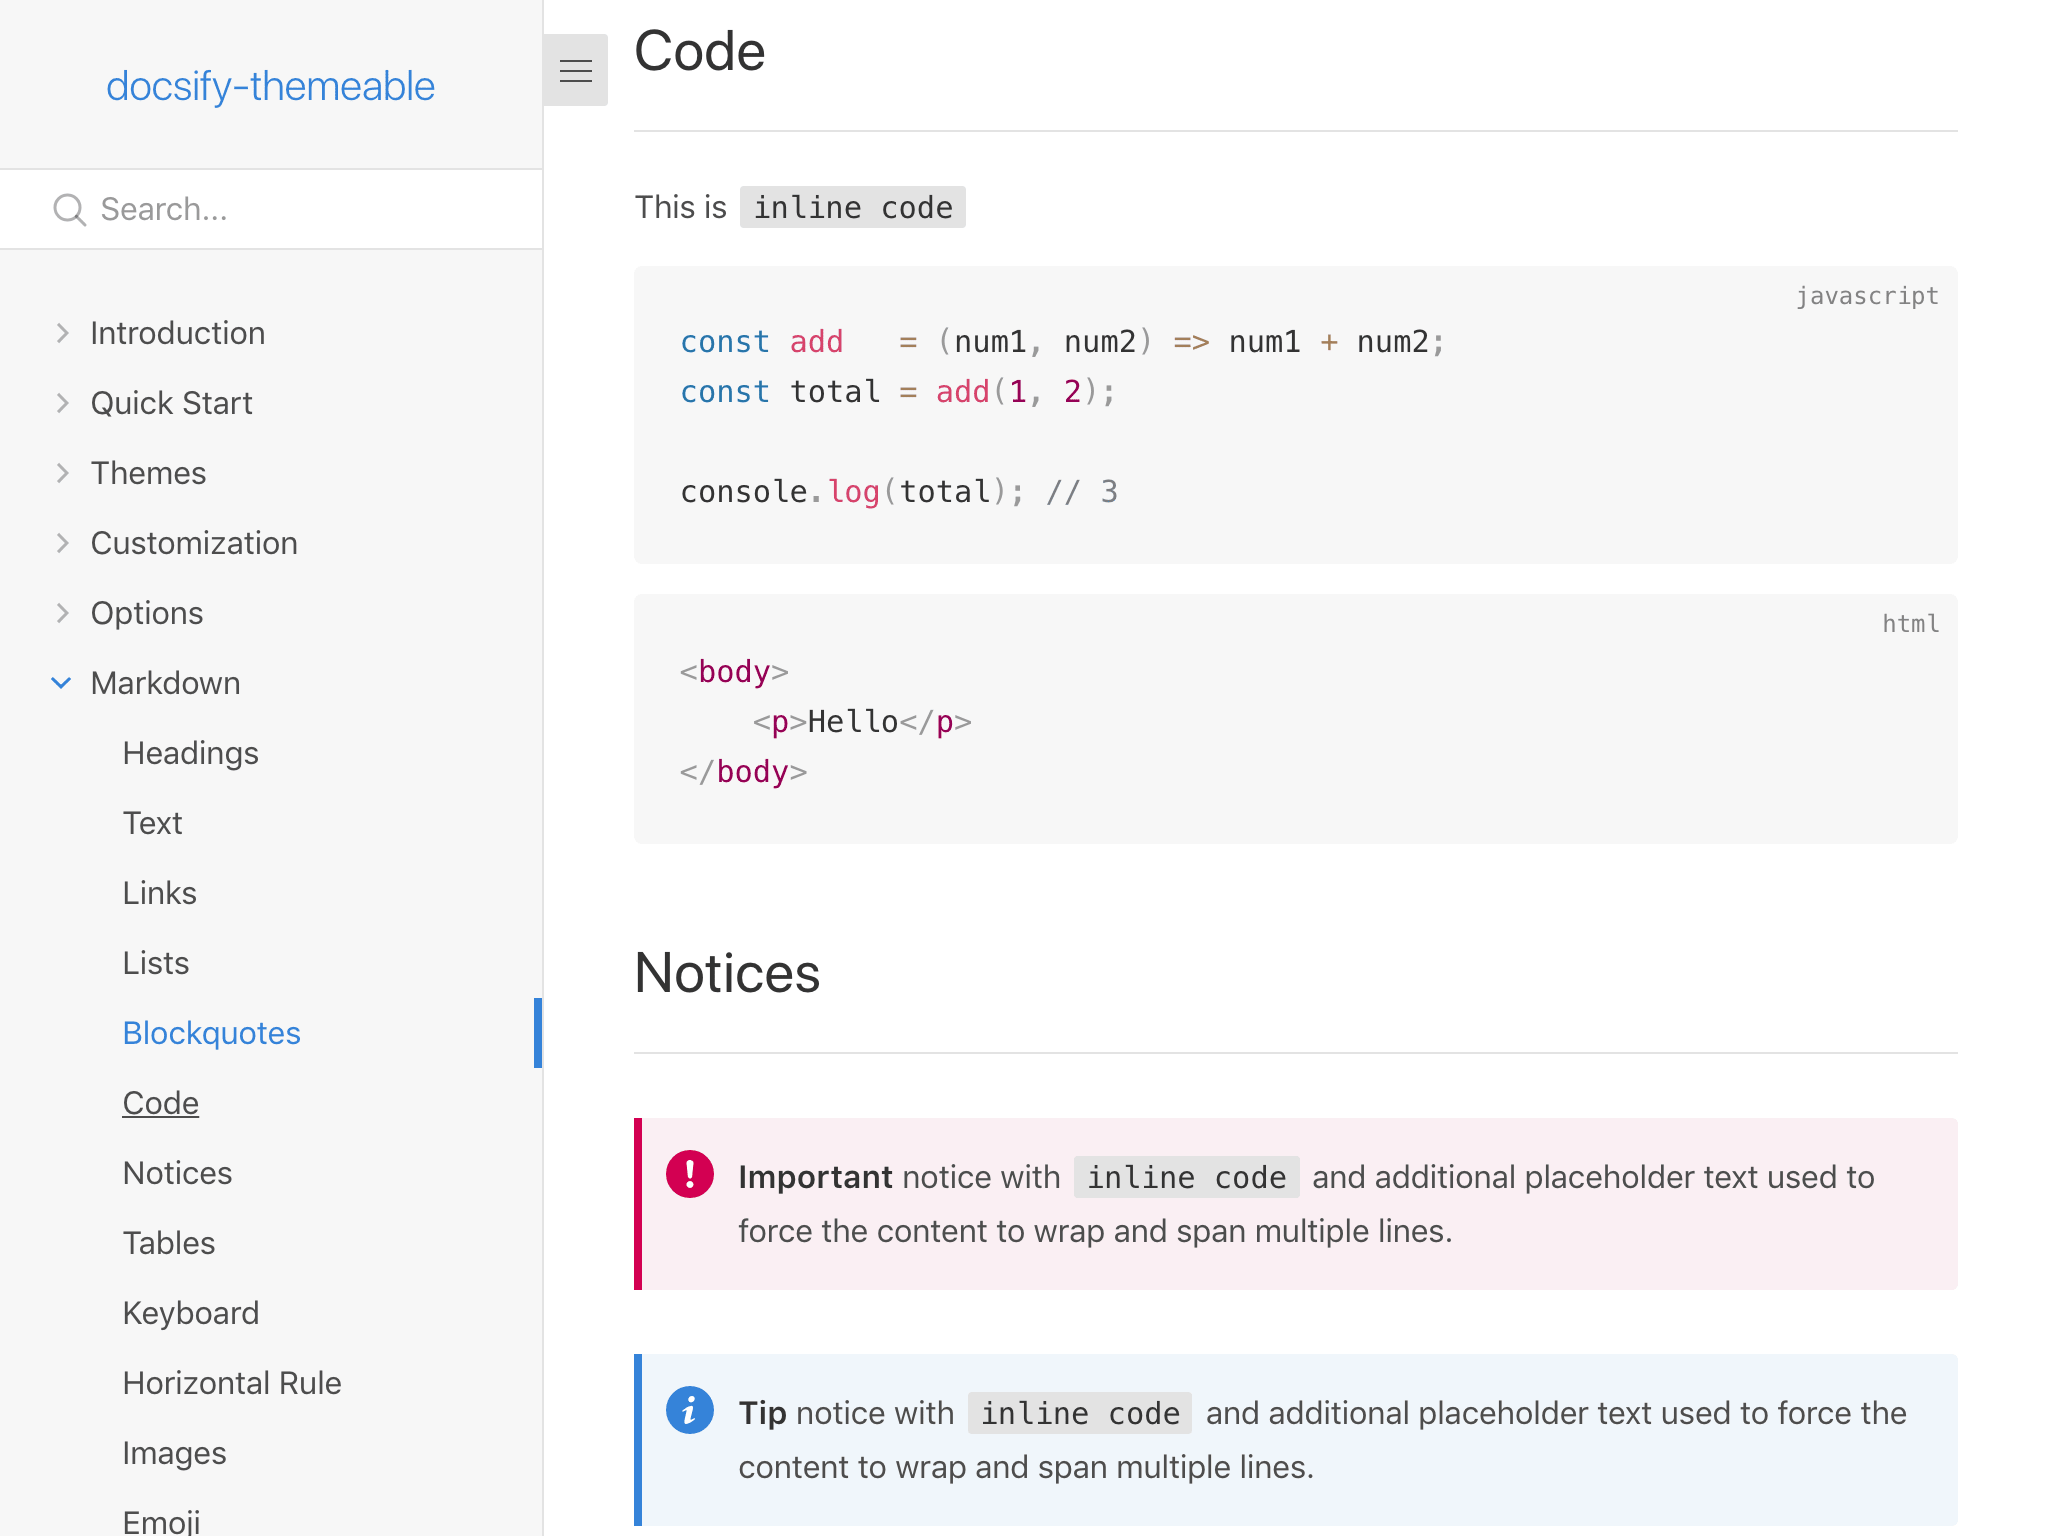 docsify-themeable
Search...
Introduction
Quick Start
Themes
Customization
Options
Markdown
Headings
Text
Links
Lists
Blockquotes
Code
Notices
Tables
Keyboard
Horizontal Rule
Images
Emoji
Code
This is inline code
javascript
const add   = (num1, num2) => num1 + num2;
const total = add(1, 2);
console.log(total); // 3
html
<body>
    <p>Hello</p>
</body>
Notices
Important notice with inline code and additional placeholder text used to
force the content to wrap and span multiple lines.
Tip notice with inline code and additional placeholder text used to force the
content to wrap and span multiple lines.